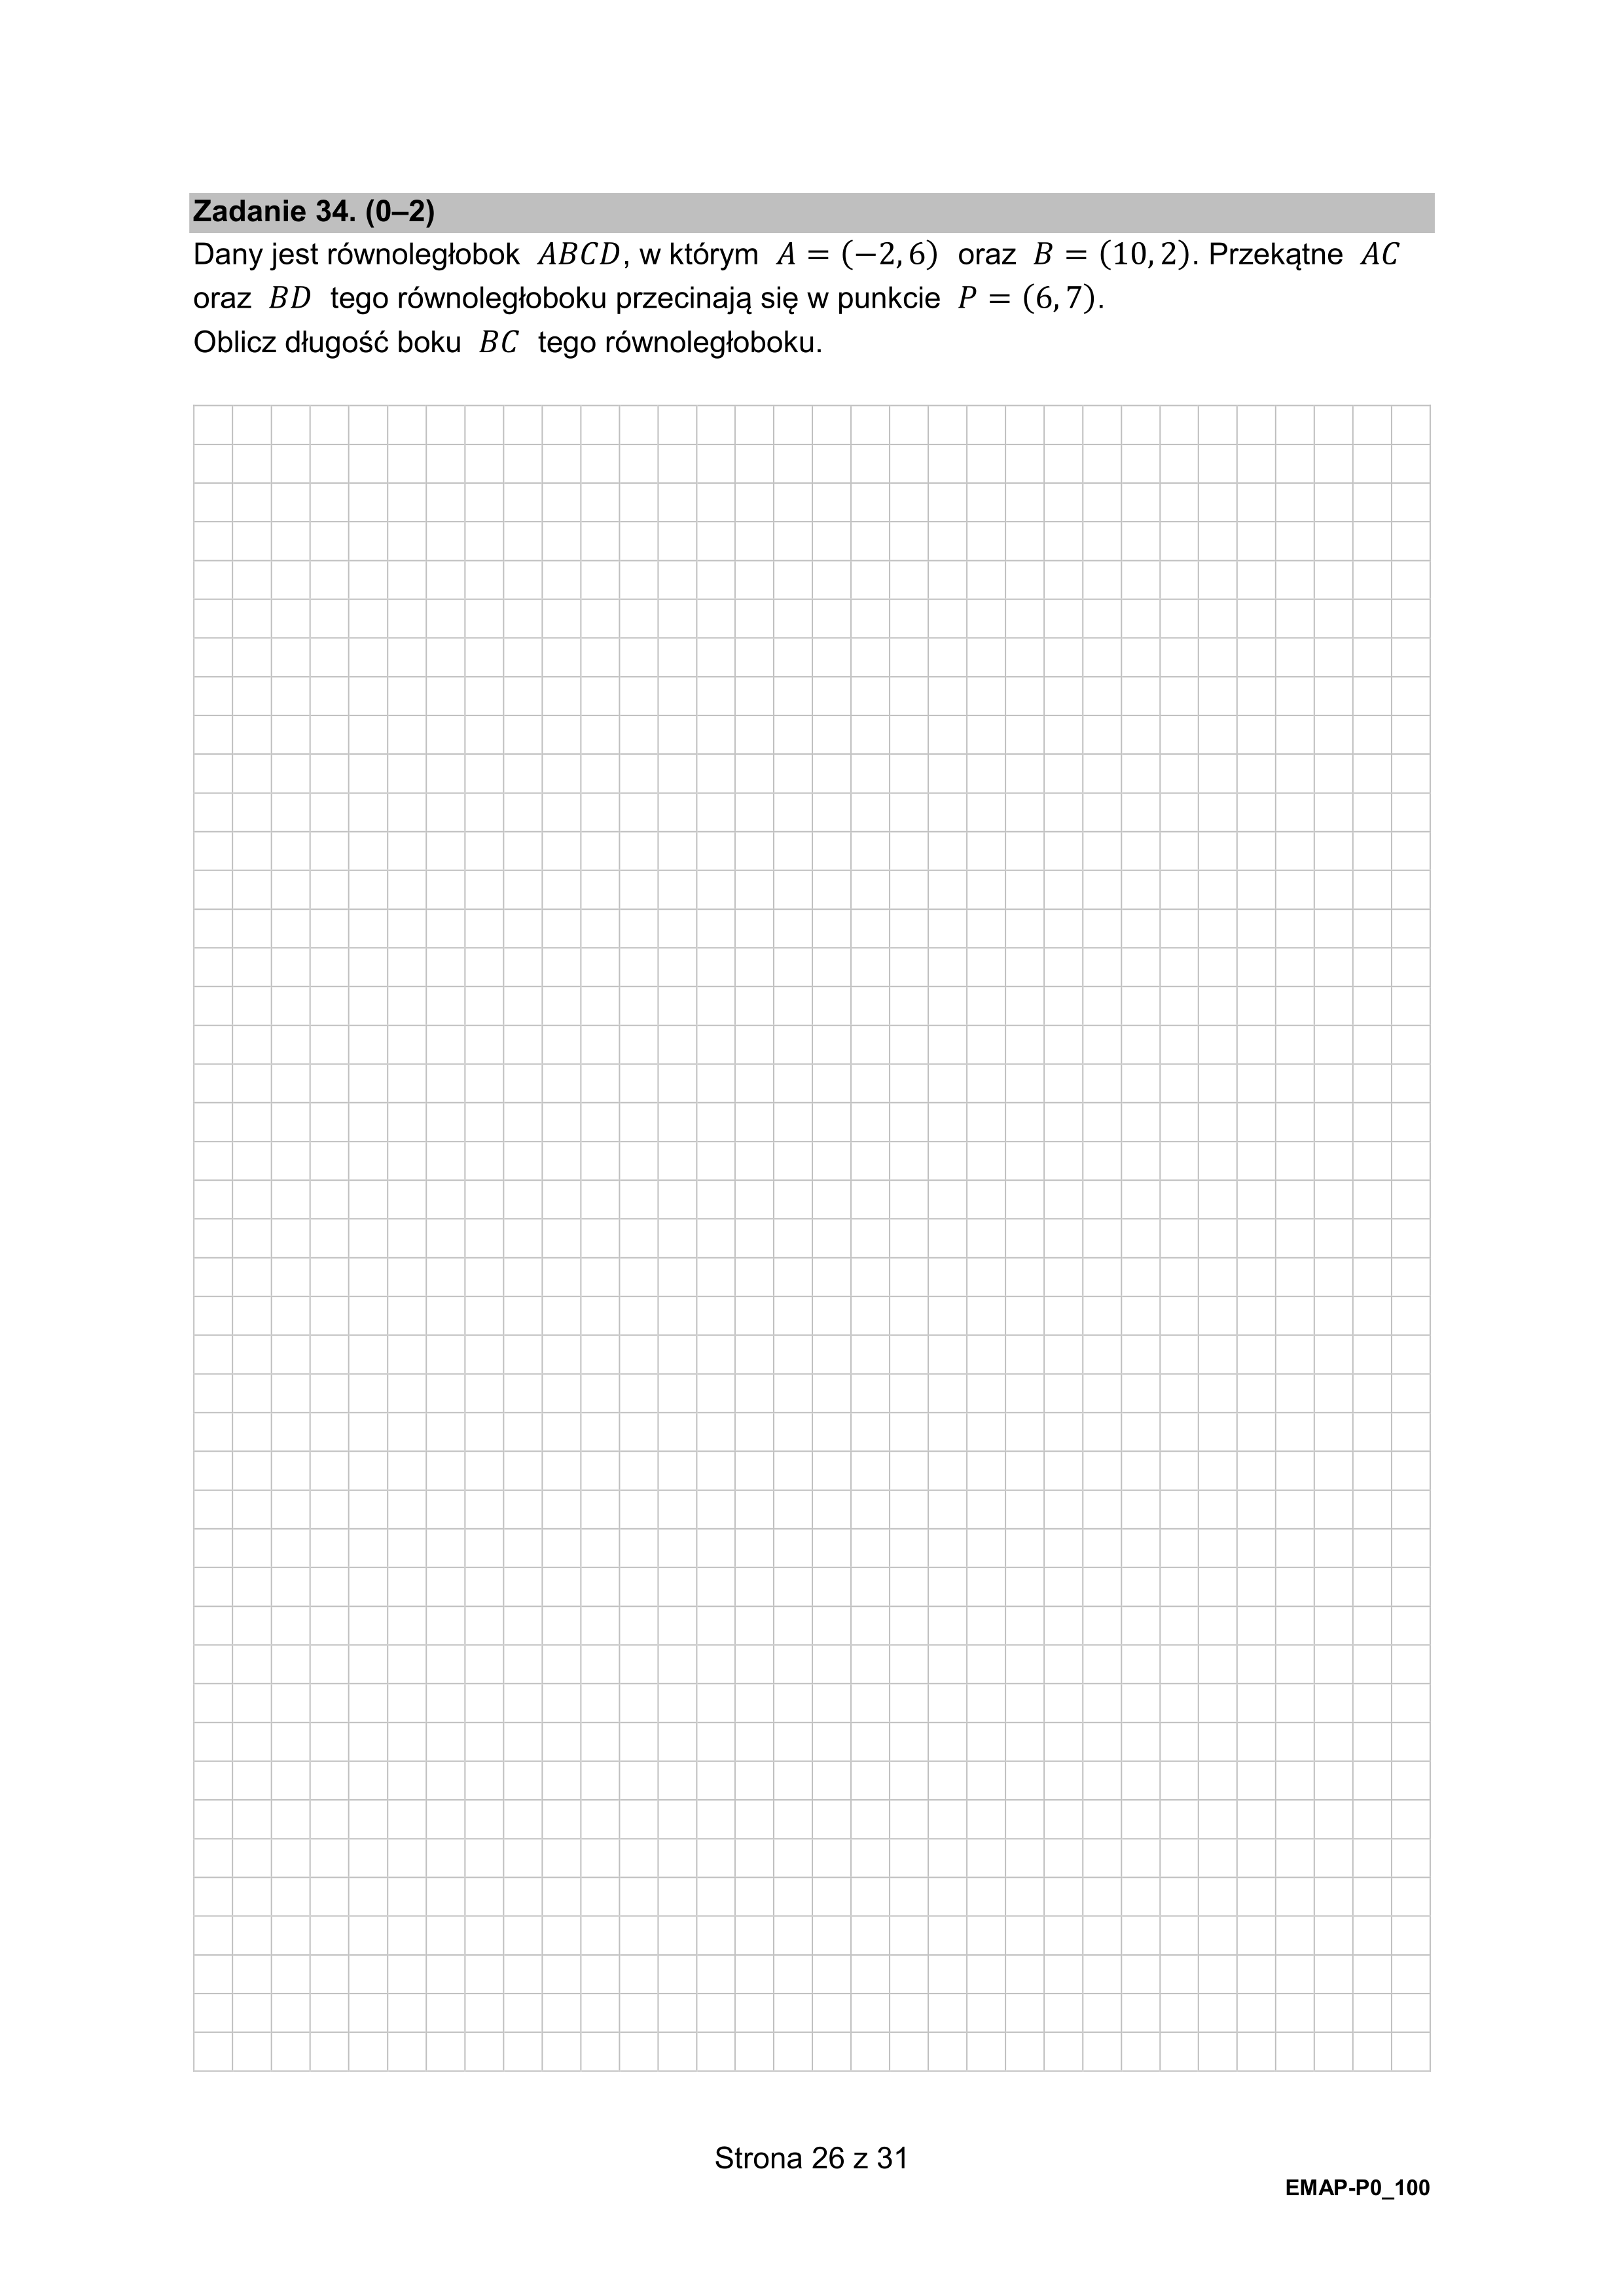 Zadanie 34. (0–2)
Dany jest równoległobok ABCD, w którym A = (−2, 6) oraz B = (10, 2). Przekątne AC
oraz BD tego równoległoboku przecinają się w punkcie P = (6, 7).
Oblicz długość boku BC tego równoległoboku.
Strona 26 z 31
EMAP-P0_100